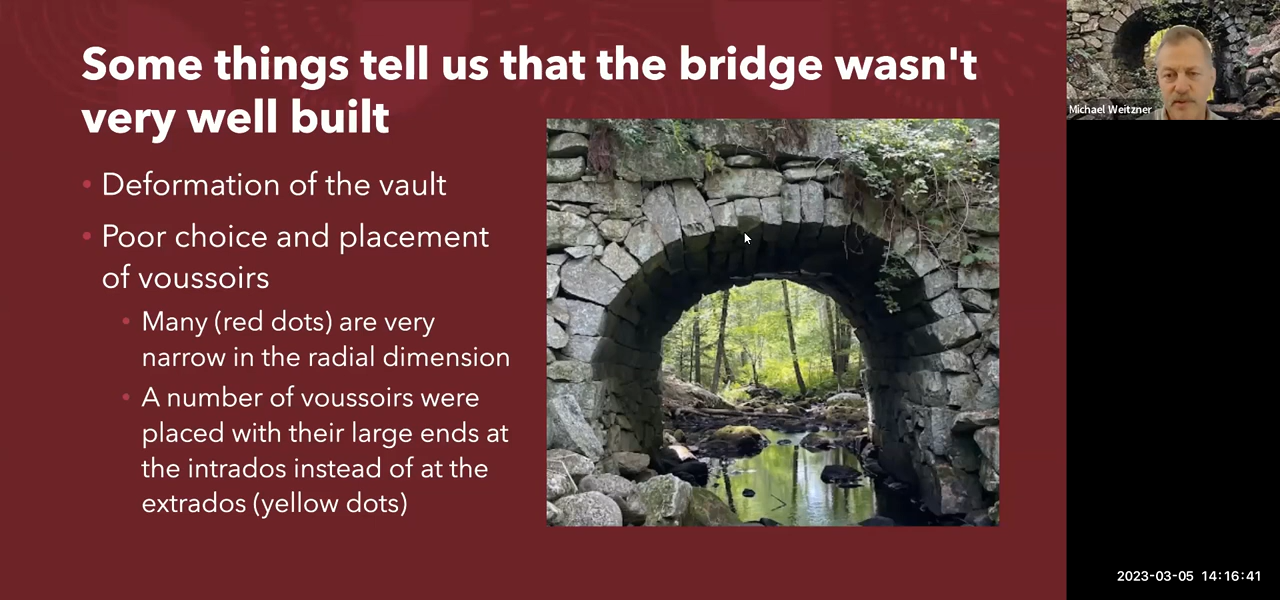 Some things tell us that the bridge wasn't
very well built
• Deformation of the vault
• Poor choice and placement
of voussoirs
• Many (red dots) are very
narrow in the radial dimension
• A number of voussoirs were
placed with their large ends at
the intrados instead of at the
extrados (yellow dots)
Michael Weitzner
2023-03-05 14:16:41